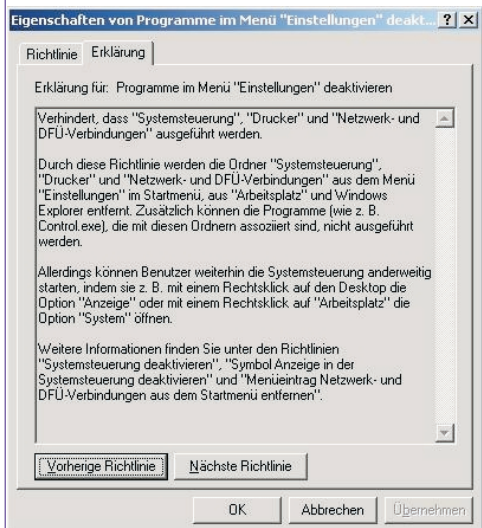 Eigenschaften von Programme im Menü "Einstellungen" deakt...
Richtlinie Erklärung
Erklärung für: Programme im Menü "Einstellungen" deaktivieren
Verhindert, dass "Systemsteuerung", "Drucker" und "Netzwerk- und
DFÜ-Verbindungen" ausgeführt werden.
Durch diese Richtlinie werden die Ordner "Systemsteuerung",
"Drucker" und "Netzwerk- und DFÜ-Verbindungen" aus dem Menü
"Einstellungen" im Startmenü, aus "Arbeitsplatz" und Windows
Explorer entfernt. Zusätzlich können die Programme (wie z. B.
Control.exe), die mit diesen Ordnern assoziiert sind, nicht ausgeführt
werden.
Allerdings können Benutzer weiterhin die Systemsteuerung anderweitig
starten, indem sie z. B. mit einem Rechtsklick auf den Desktop die
Option "Anzeige" oder mit einem Rechtsklick auf "Arbeitsplatz" die
Option "System" öffnen.
Weitere Informationen finden Sie unter den Richtlinien
"Systemsteuerung deaktivieren", "Symbol Anzeige in der
Systemsteuerung deaktivieren" und "Menüeintrag Netzwerk- und
DFÜ-Verbindungen aus dem Startmenü entfernen".
Vorherige Richtlinie Nächste Richtlinie
OK Abbrechen Übernehmen